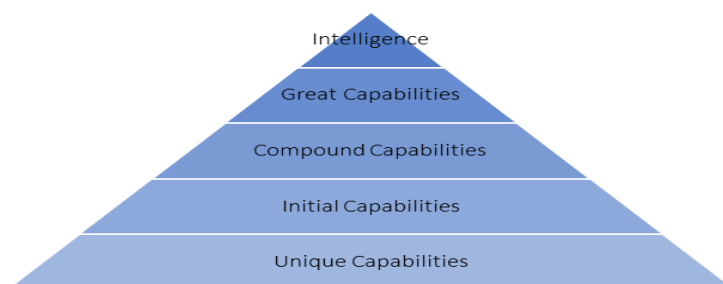 Intelligence
Great Capabilities
Compound Capabilities
Initial Capabilities
Unique Capabilities